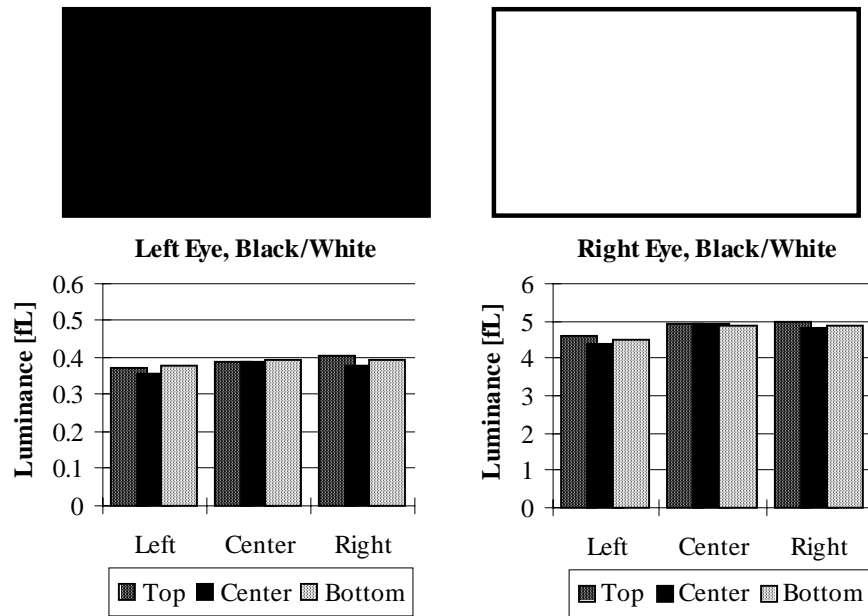 Left Eye, Black/White
Luminance [fL]
0.6
0.5
0.4
0.3
0.2
0.1
0
Left Center Right
Top Center Bottom
Right Eye, Black/White
Luminance [fL]
6
5
4
3
2
1
0
Left Center Right
Top Center Bottom